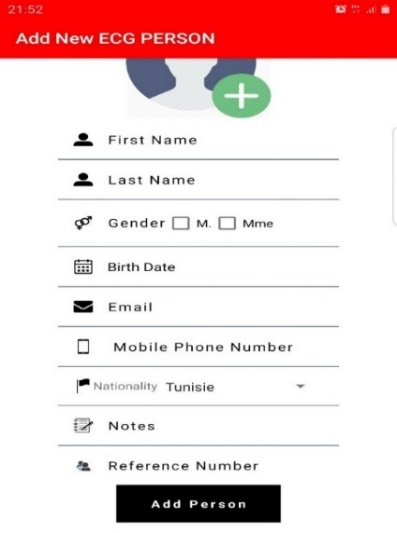 21:52
Add New ECG PERSON
First Name
Last Name
Gender M. Mme
Birth Date
Email
Mobile Phone Number
Nationality Tunisie
Notes
Reference Number
Add Person